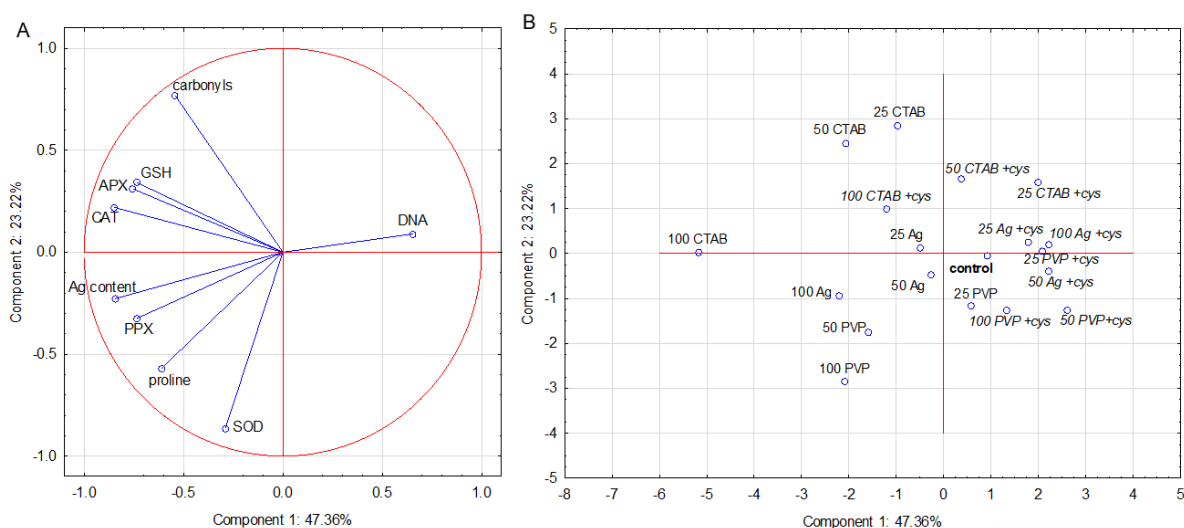 A
1.0
0.5
0.0
-0.5
-1.0
Component 2: 23.22%
carbonyls
GSH
APX
CAT
DNA
Ag content
PPX
proline
SOD
-1.0
-0.5
0.0
0.5
1.0
Component 1: 47.36%
B
5
4
3
2
1
0
-1
-2
-3
-4
-5
Component 2: 23.22%
25 CTAB
50 CTAB
50 CTAB +cys
25 CTAB +cys
100 CTAB +cys
25 Ag
25 Ag +cys
100 Ag +cys
100 CTAB
control
25 PVP +cys
50 Ag
50 Ag +cys
100 Ag
25 PVP
50 PVP
100 PVP +cys
50 PVP+cys
100 PVP
-8
-7
-6
-5
-4
-3
-2
-1
0
1
2
3
4
5
Component 1: 47.36%